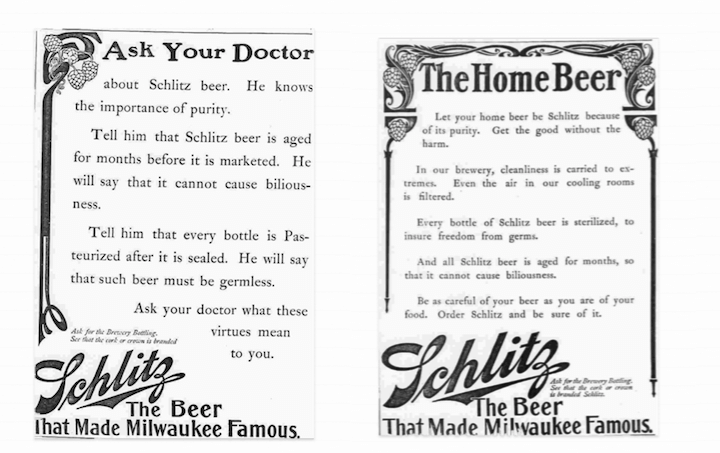 Ask Your Doctor
about Schlitz beer. He knows
the importance of purity.
Tell him that Schlitz beer is aged
for months before it is marketed. He
will say that it cannot cause bilious-
ness.
Tell him that every bottle is Pas-
teurized after it is sealed. He will say
that such beer must be germless.
Ask your doctor what these
virtues mean
to you.
Ask for the Brewery Bottling.
See that the cork or crown is branded
Schlitz
The Beer
That Made Milwaukee Famous.
The Home Beer
Let your home beer be Schlitz because
of its purity. Get the good without the
harm.
In our brewery, cleanliness is carried to ex-
tremes. Even the air in our cooling rooms
is filtered.
Every bottle of Schlitz beer is sterilized, to
insure freedom from germs.
And all Schlitz beer is aged for months, so
that it cannot cause biliousness.
Be as careful of your beer as you are of your
food. Order Schlitz and be sure of it.
Schlitz
Ask for the Brewery Bottling.
See that the cork or crown
is branded Schlitz.
The Beer
That Made Milwaukee Famous.